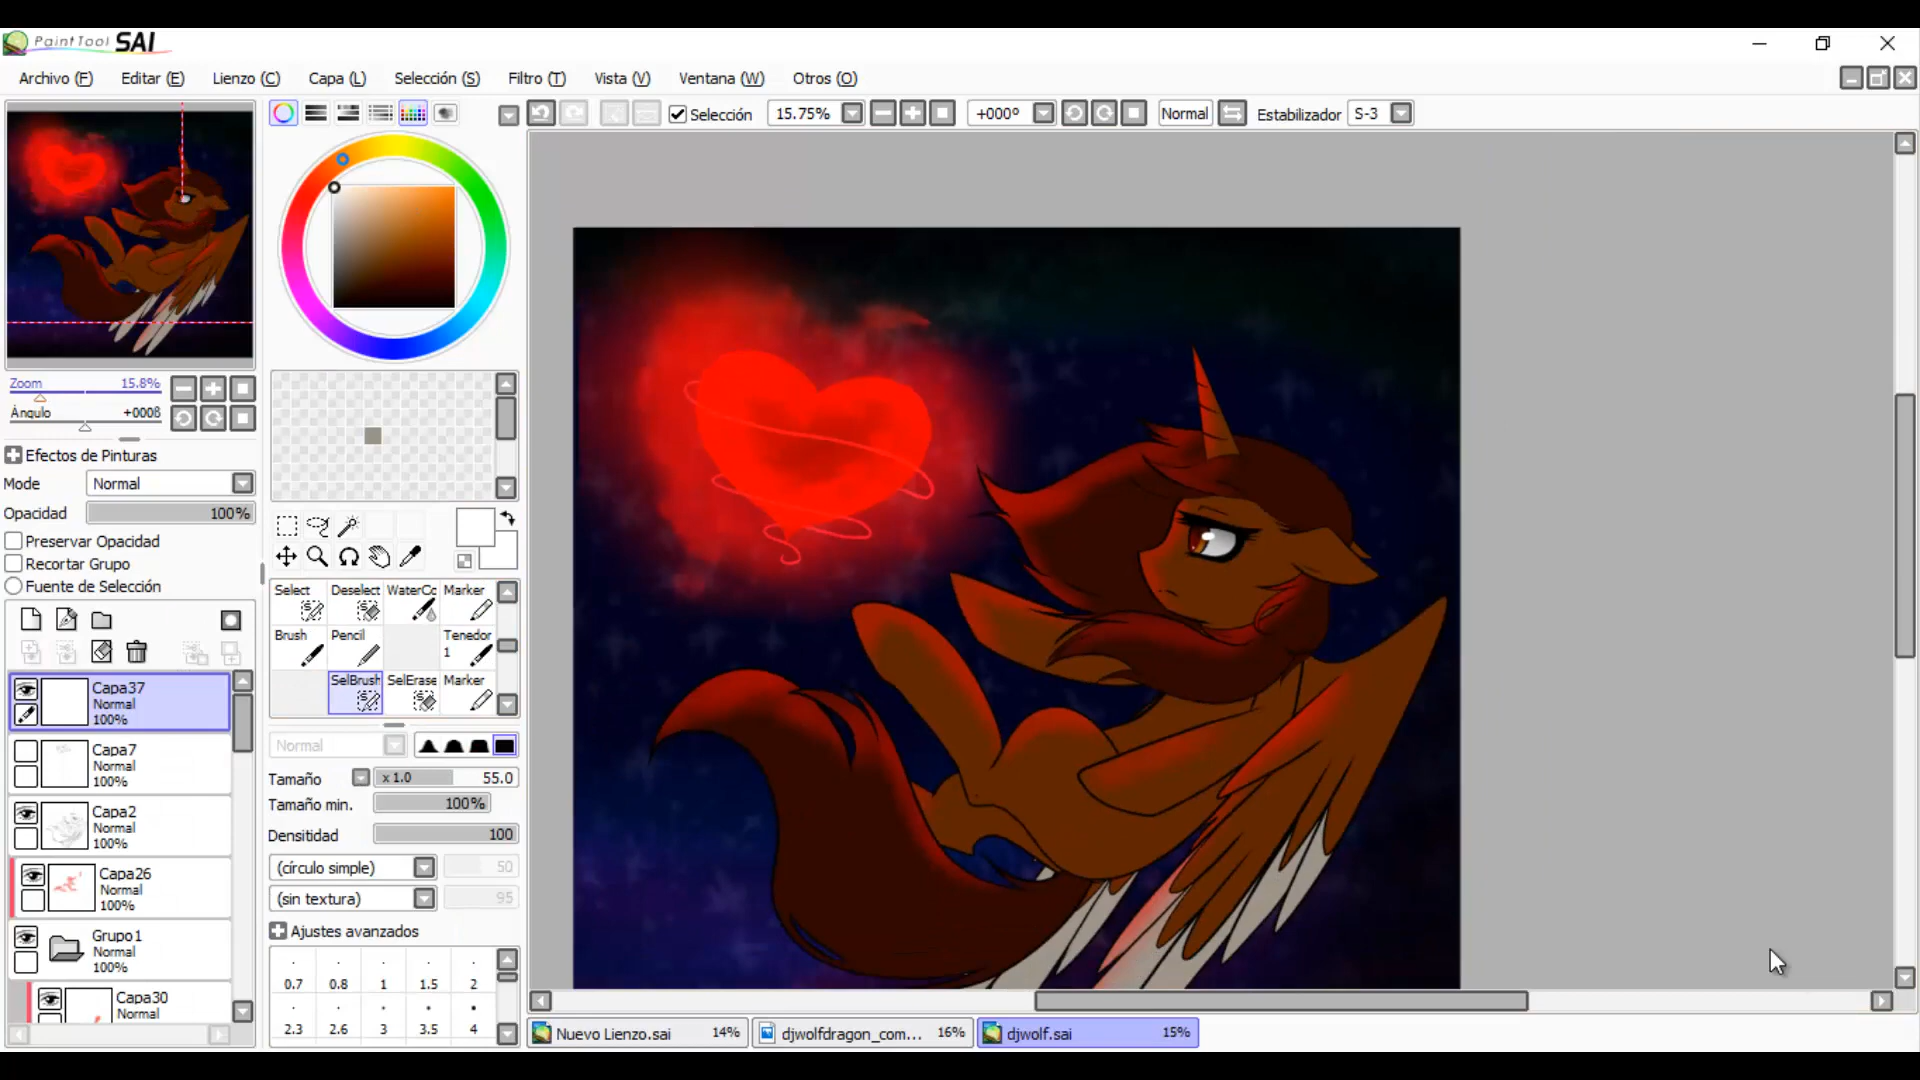 PaintTool SAI
Archivo (F) Editar (E) Lienzo (C) Capa (L) Selección (S) Filtro (T) Vista (V) Ventana (W) Otros (O)
Selección 15.75% +000º Normal Estabilizador S-3
Zoom 15.8%
Ángulo +000ß
Efectos de Pinturas
Mode Normal
Opacidad 100%
Preservar Opacidad
Recortar Grupo
Fuente de Selección
Capa37
Normal
100%
Capa7
Normal
100%
Capa2
Normal
100%
Capa26
Normal
100%
Grupo1
Normal
100%
Capa30
Normal
Select Deselect WaterCo Marker
Brush Pencil Tenedor
1
SelBrush SelErase Marker
Normal
Tamaño x 1.0 55.0
Tamaño min. 100%
Densitidad 100
(círculo simple) 50
(sin textura) 95
Ajustes avanzados
0.7 0.8 1 1.5 2
2.3 2.6 3 3.5 4
Nuevo Lienzo.sai 14% djwolfdragon_com... 16% djwolf.sai 15%